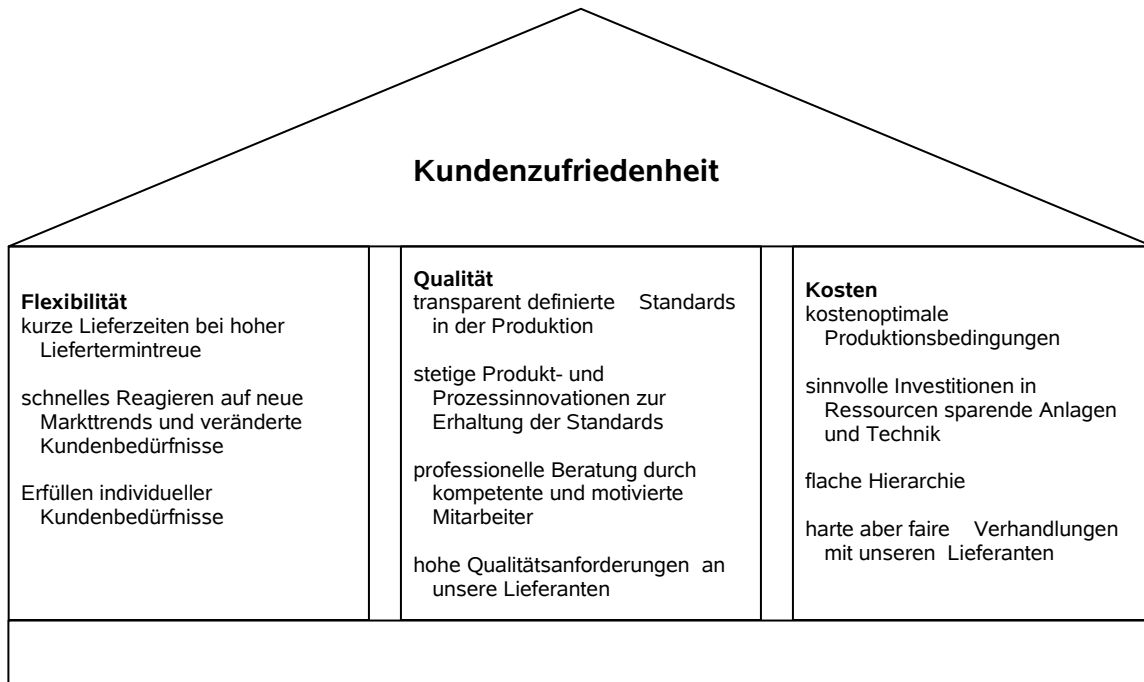 Kundenzufriedenheit
Flexibilität
kurze Lieferzeiten bei hoher
Liefertermintreue
schnelles Reagieren auf neue
Markttrends und veränderte
Kundenbedürfnisse
Erfüllen individueller
Kundenbedürfnisse
Qualität
transparent definierte Standards
in der Produktion
stetige Produkt- und
Prozessinnovationen zur
Erhaltung der Standards
professionelle Beratung durch
kompetente und motivierte
Mitarbeiter
hohe Qualitätsanforderungen an
unsere Lieferanten
Kosten
kostenoptimale
Produktionsbedingungen
sinnvolle Investitionen in
Ressourcen sparende Anlagen
und Technik
flache Hierarchie
harte aber faire Verhandlungen
mit unseren Lieferanten